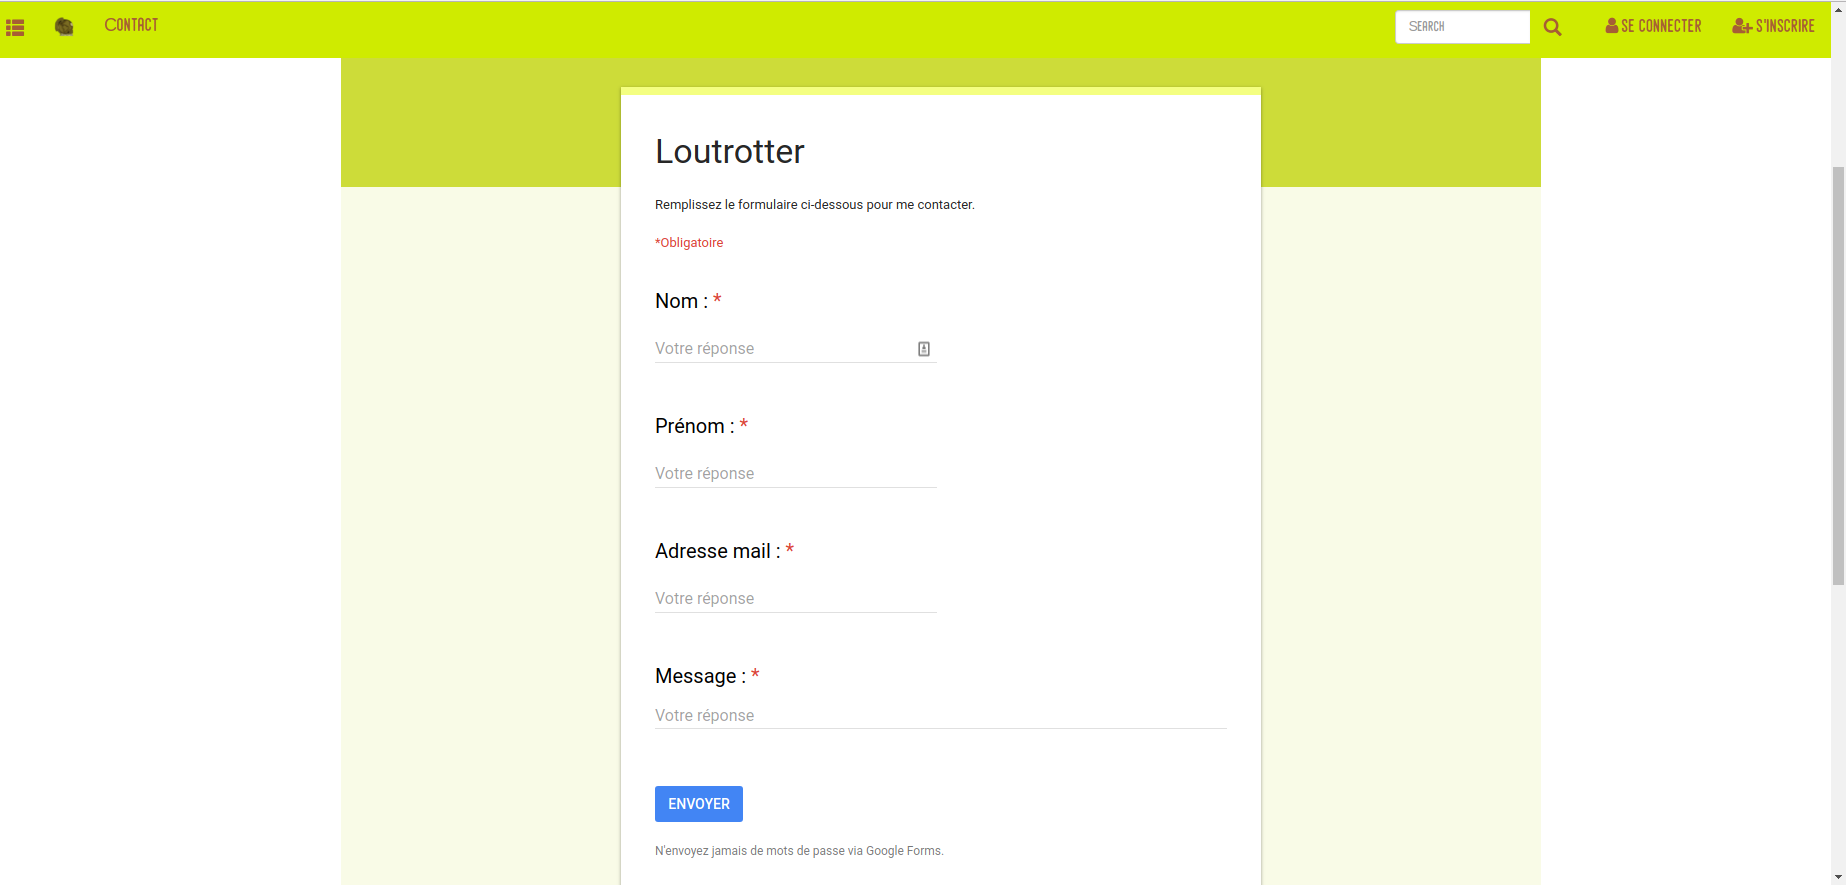 CONTACT
SEARCH
SE CONNECTER
S'INSCRIRE
Loutrotter
Remplissez le formulaire ci-dessous pour me contacter.
*Obligatoire
Nom : *
Votre réponse
Prénom : *
Votre réponse
Adresse mail : *
Votre réponse
Message : *
Votre réponse
ENVOYER
N'envoyez jamais de mots de passe via Google Forms.